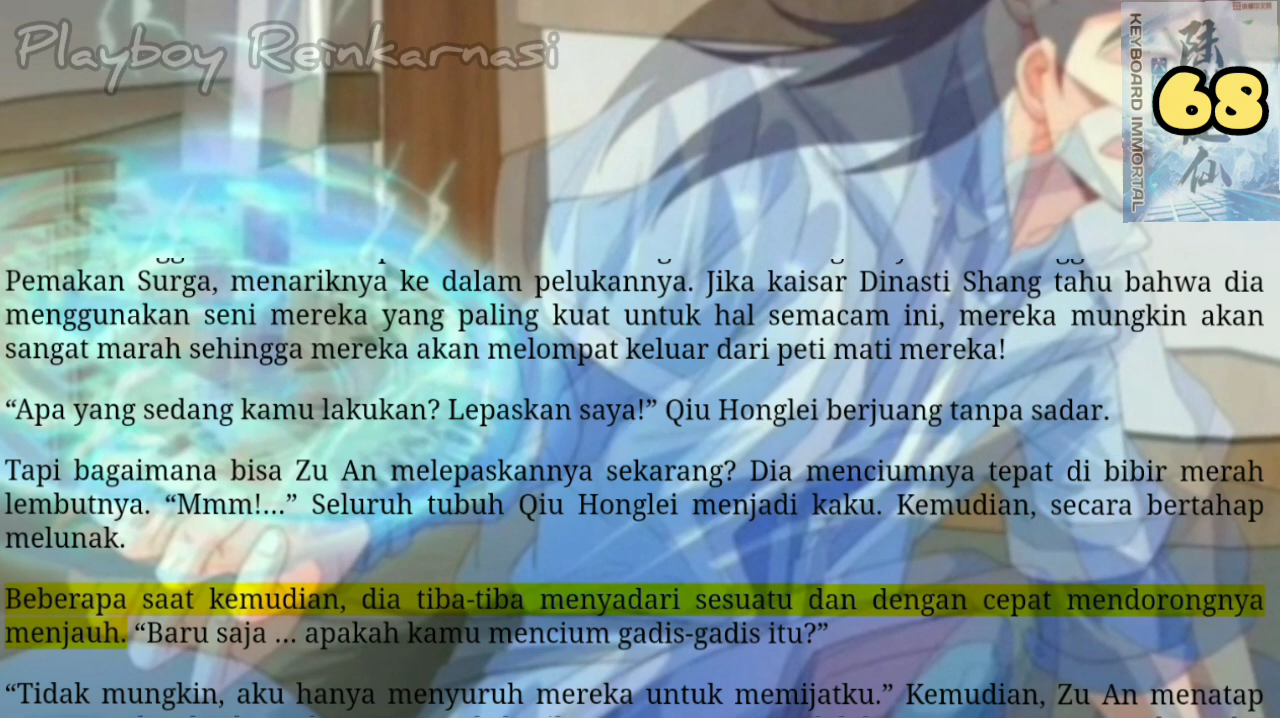 Playboy Reinkarnasi
KEYBOARD IMMORTAL
68
仙
Pemakan Surga, menariknya ke dalam pelukannya. Jika kaisar Dinasti Shang tahu bahwa dia
menggunakan seni mereka yang paling kuat untuk hal semacam ini, mereka mungkin akan
sangat marah sehingga mereka akan melompat keluar dari peti mati mereka!
“Apa yang sedang kamu lakukan? Lepaskan saya!” Qiu Honglei berjuang tanpa sadar.
Tapi bagaimana bisa Zu An melepaskannya sekarang? Dia menciumnya tepat di bibir merah
lembutnya. “Mmm!...” Seluruh tubuh Qiu Honglei menjadi kaku. Kemudian, secara bertahap
melunak.
Beberapa saat kemudian, dia tiba-tiba menyadari sesuatu dan dengan cepat mendorongnya
menjauh. “Baru saja ... apakah kamu mencium gadis-gadis itu?”
“Tidak mungkin, aku hanya menyuruh mereka untuk memijatku.” Kemudian, Zu An menatap